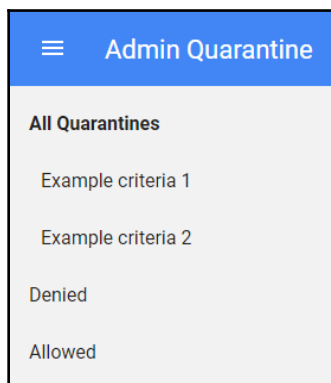 Admin Quarantine
All Quarantines
Example criteria 1
Example criteria 2
Denied
Allowed